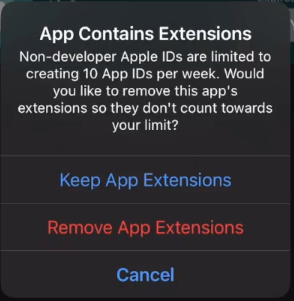 App Contains Extensions
Non-developer Apple IDs are limited to
creating 10 App IDs per week. Would
you like to remove this app's
extensions so they don't count towards
your limit?
Keep App Extensions
Remove App Extensions
Cancel